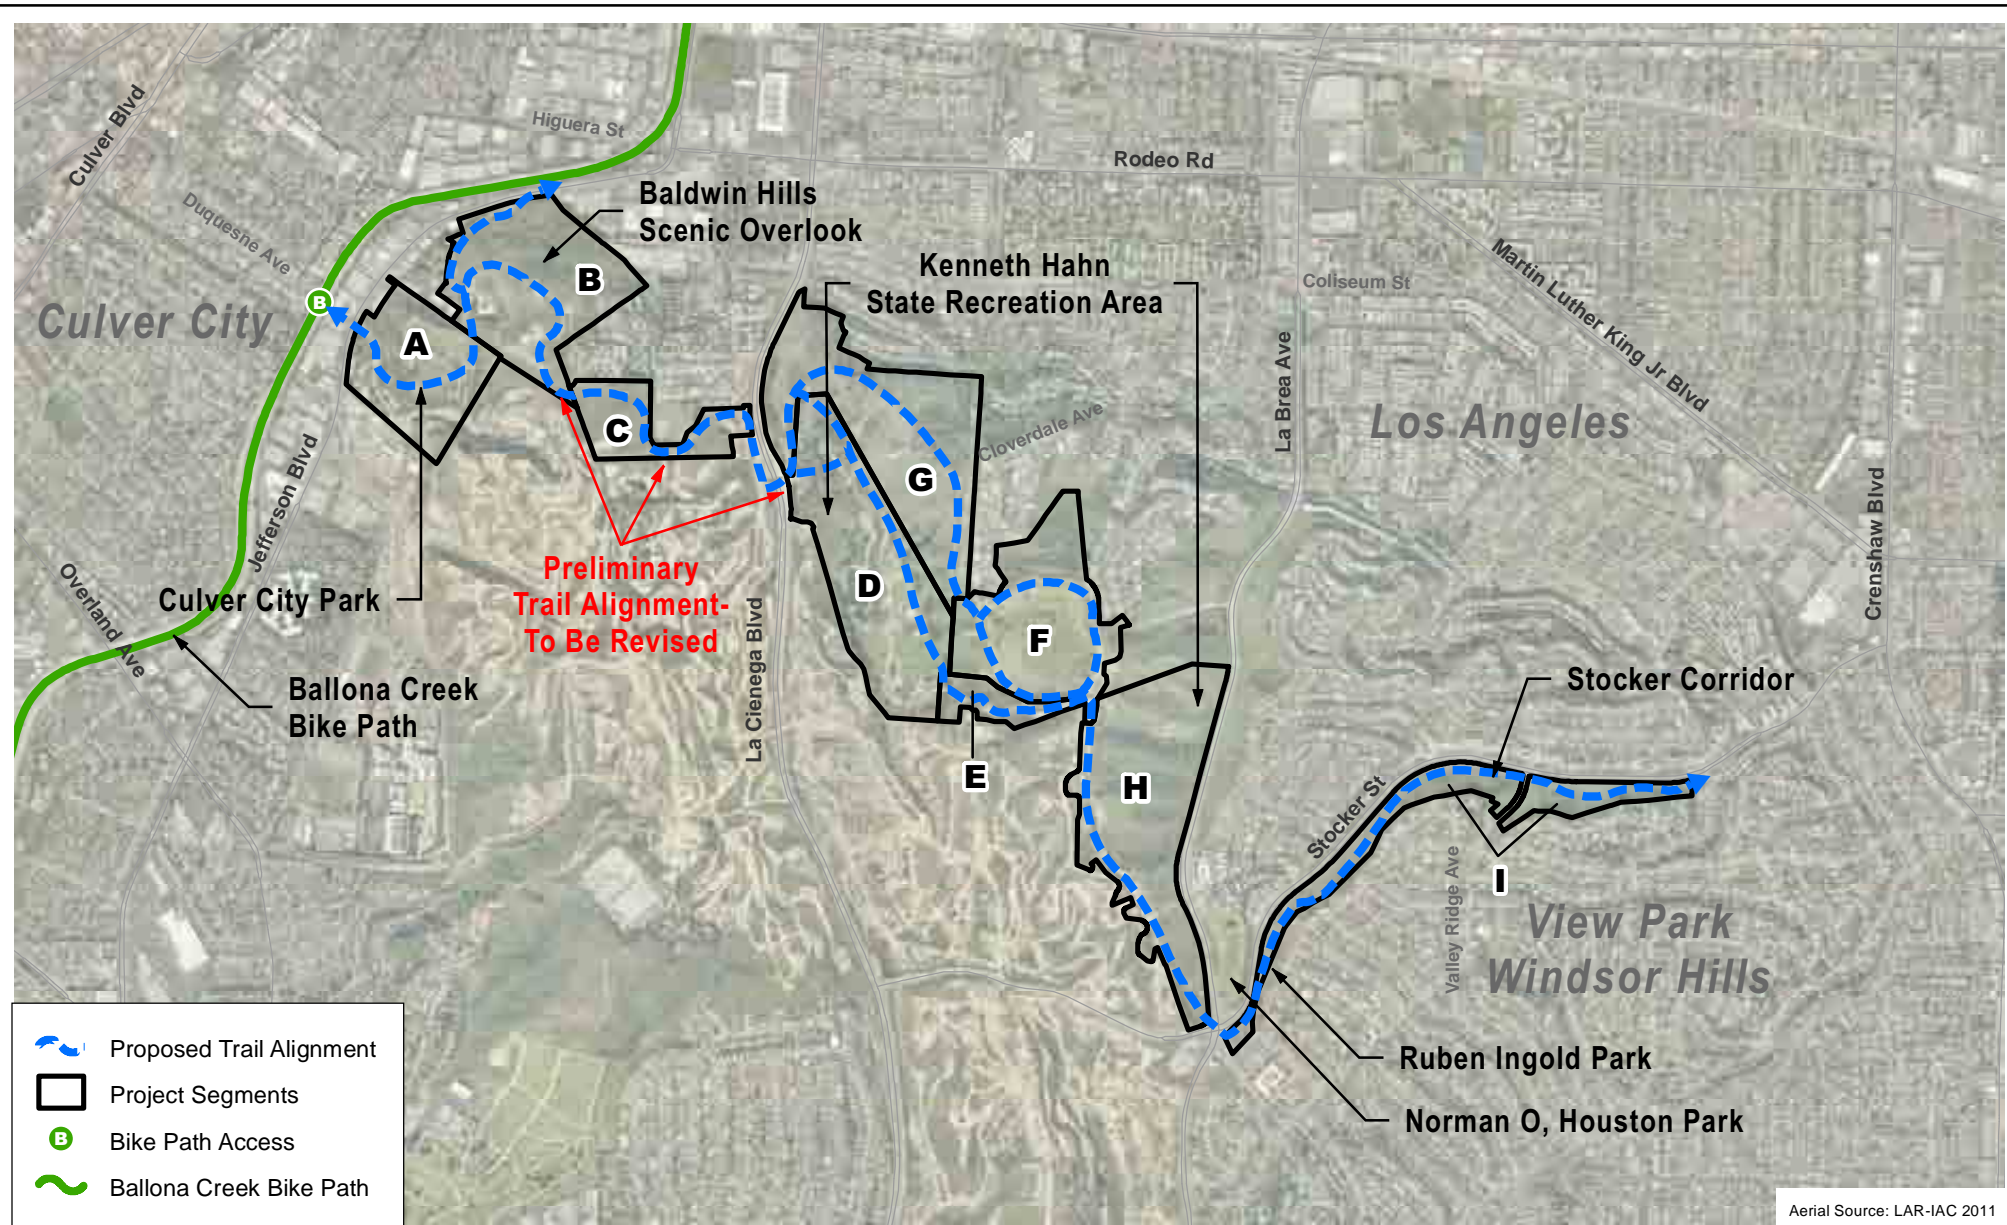 Culver Blvd
Higuera St
Rodeo Rd
Baldwin Hills
Scenic Overlook
Duquesne Ave
Kenneth Hahn
State Recreation Area
Martin Luther King Jr Blvd
Coliseum St
B
B
Culver City
A
La Brea Ave
Los Angeles
C
Cloverdale Ave
G
Jefferson Blvd
Crenshaw Blvd
Preliminary
Trail Alignment-
To Be Revised
Overland Ave
Culver City Park
D
La Cienega Blvd
F
Ballona Creek
Bike Path
Stocker Corridor
E
H
Stocker St
Valley Ridge Ave
I
View Park
Windsor Hills
Ruben Ingold Park
Norman O, Houston Park
Proposed Trail Alignment
Project Segments
B
Bike Path Access
Ballona Creek Bike Path
Aerial Source: LAR-IAC 2011